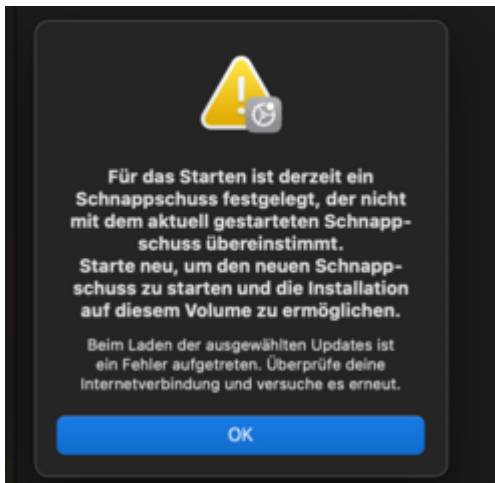 Für das Starten ist derzeit ein
Schnappschuss festgelegt, der nicht
mit dem aktuell gestarteten Schnapp-
schuss übereinstimmt.
Starte neu, um den neuen Schnapp-
schuss zu starten und die Installation
auf diesem Volume zu ermöglichen.
Beim Laden der ausgewählten Updates ist
ein Fehler aufgetreten. Überprüfe deine
Internetverbindung und versuche es erneut.
OK